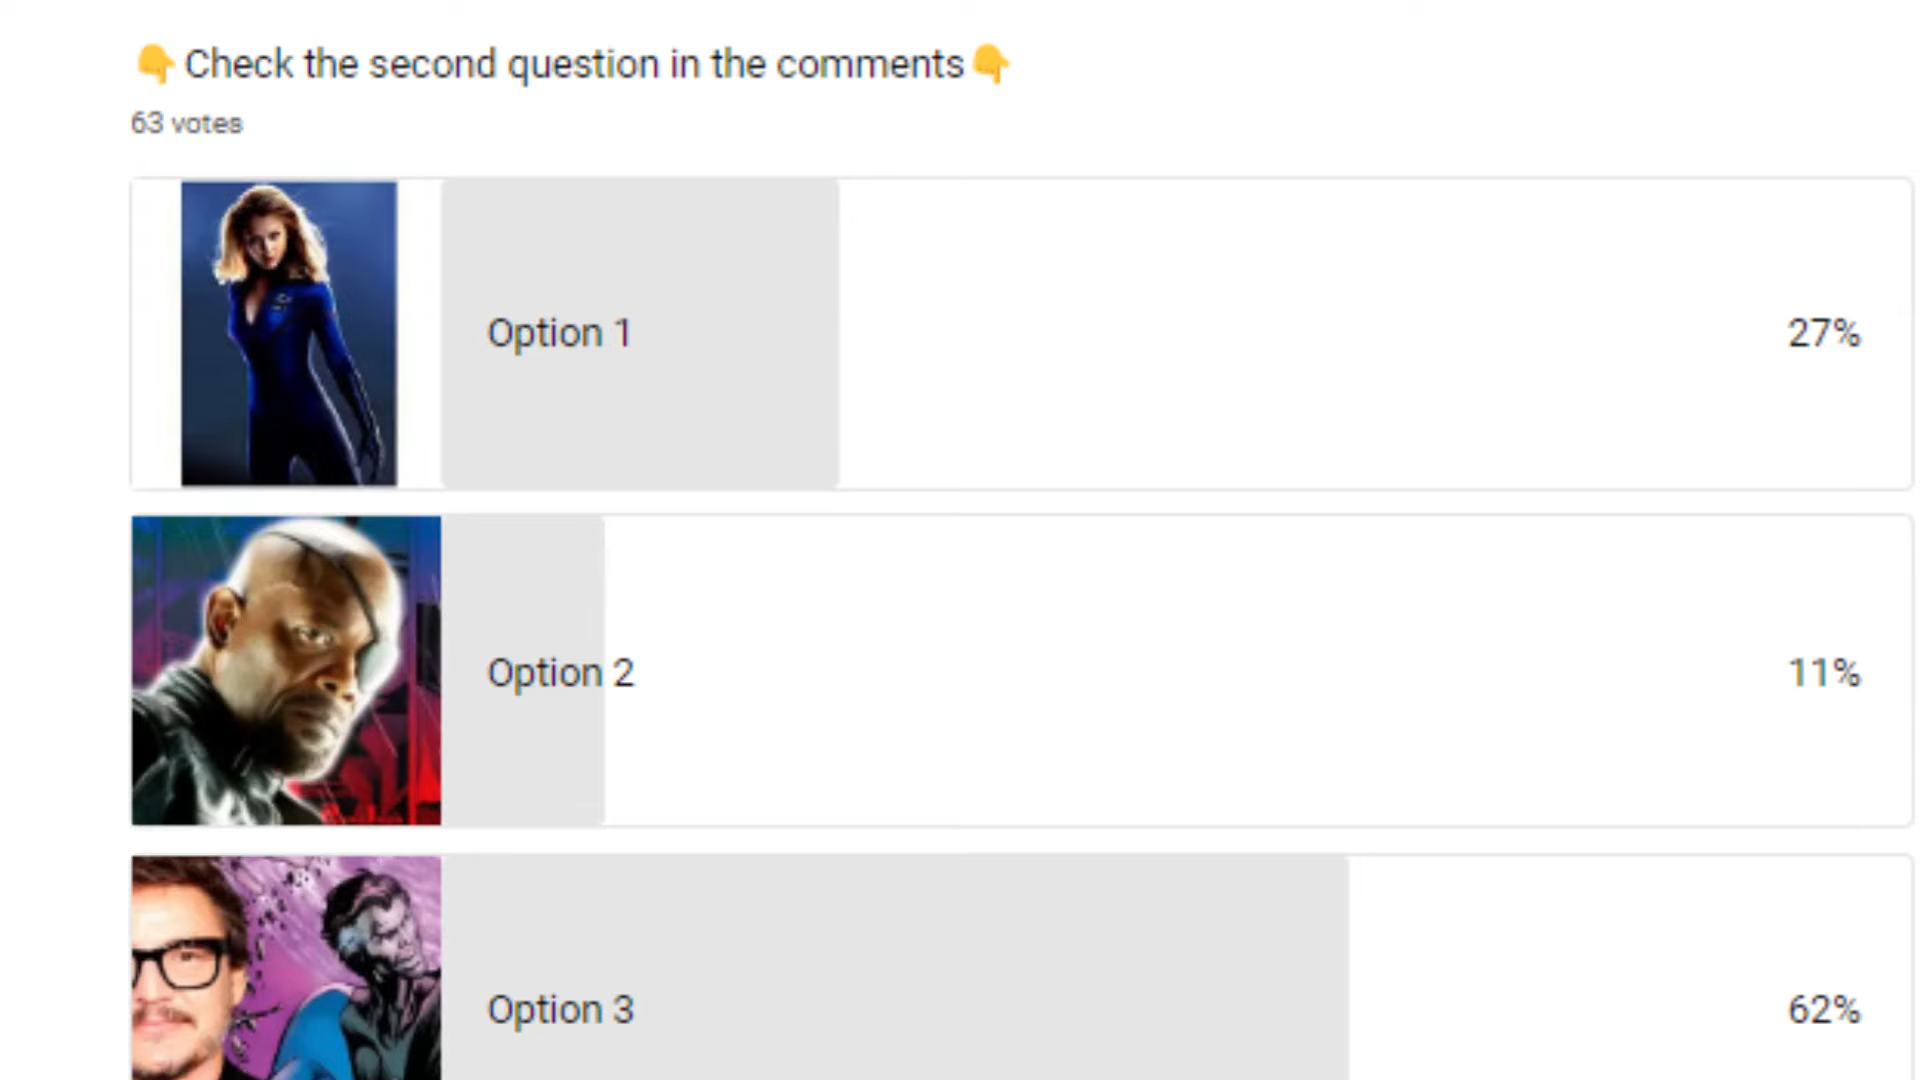 👇Check the second question in the comments👇
63 votes
Option 1 27%
Option 2 11%
Option 3 62%